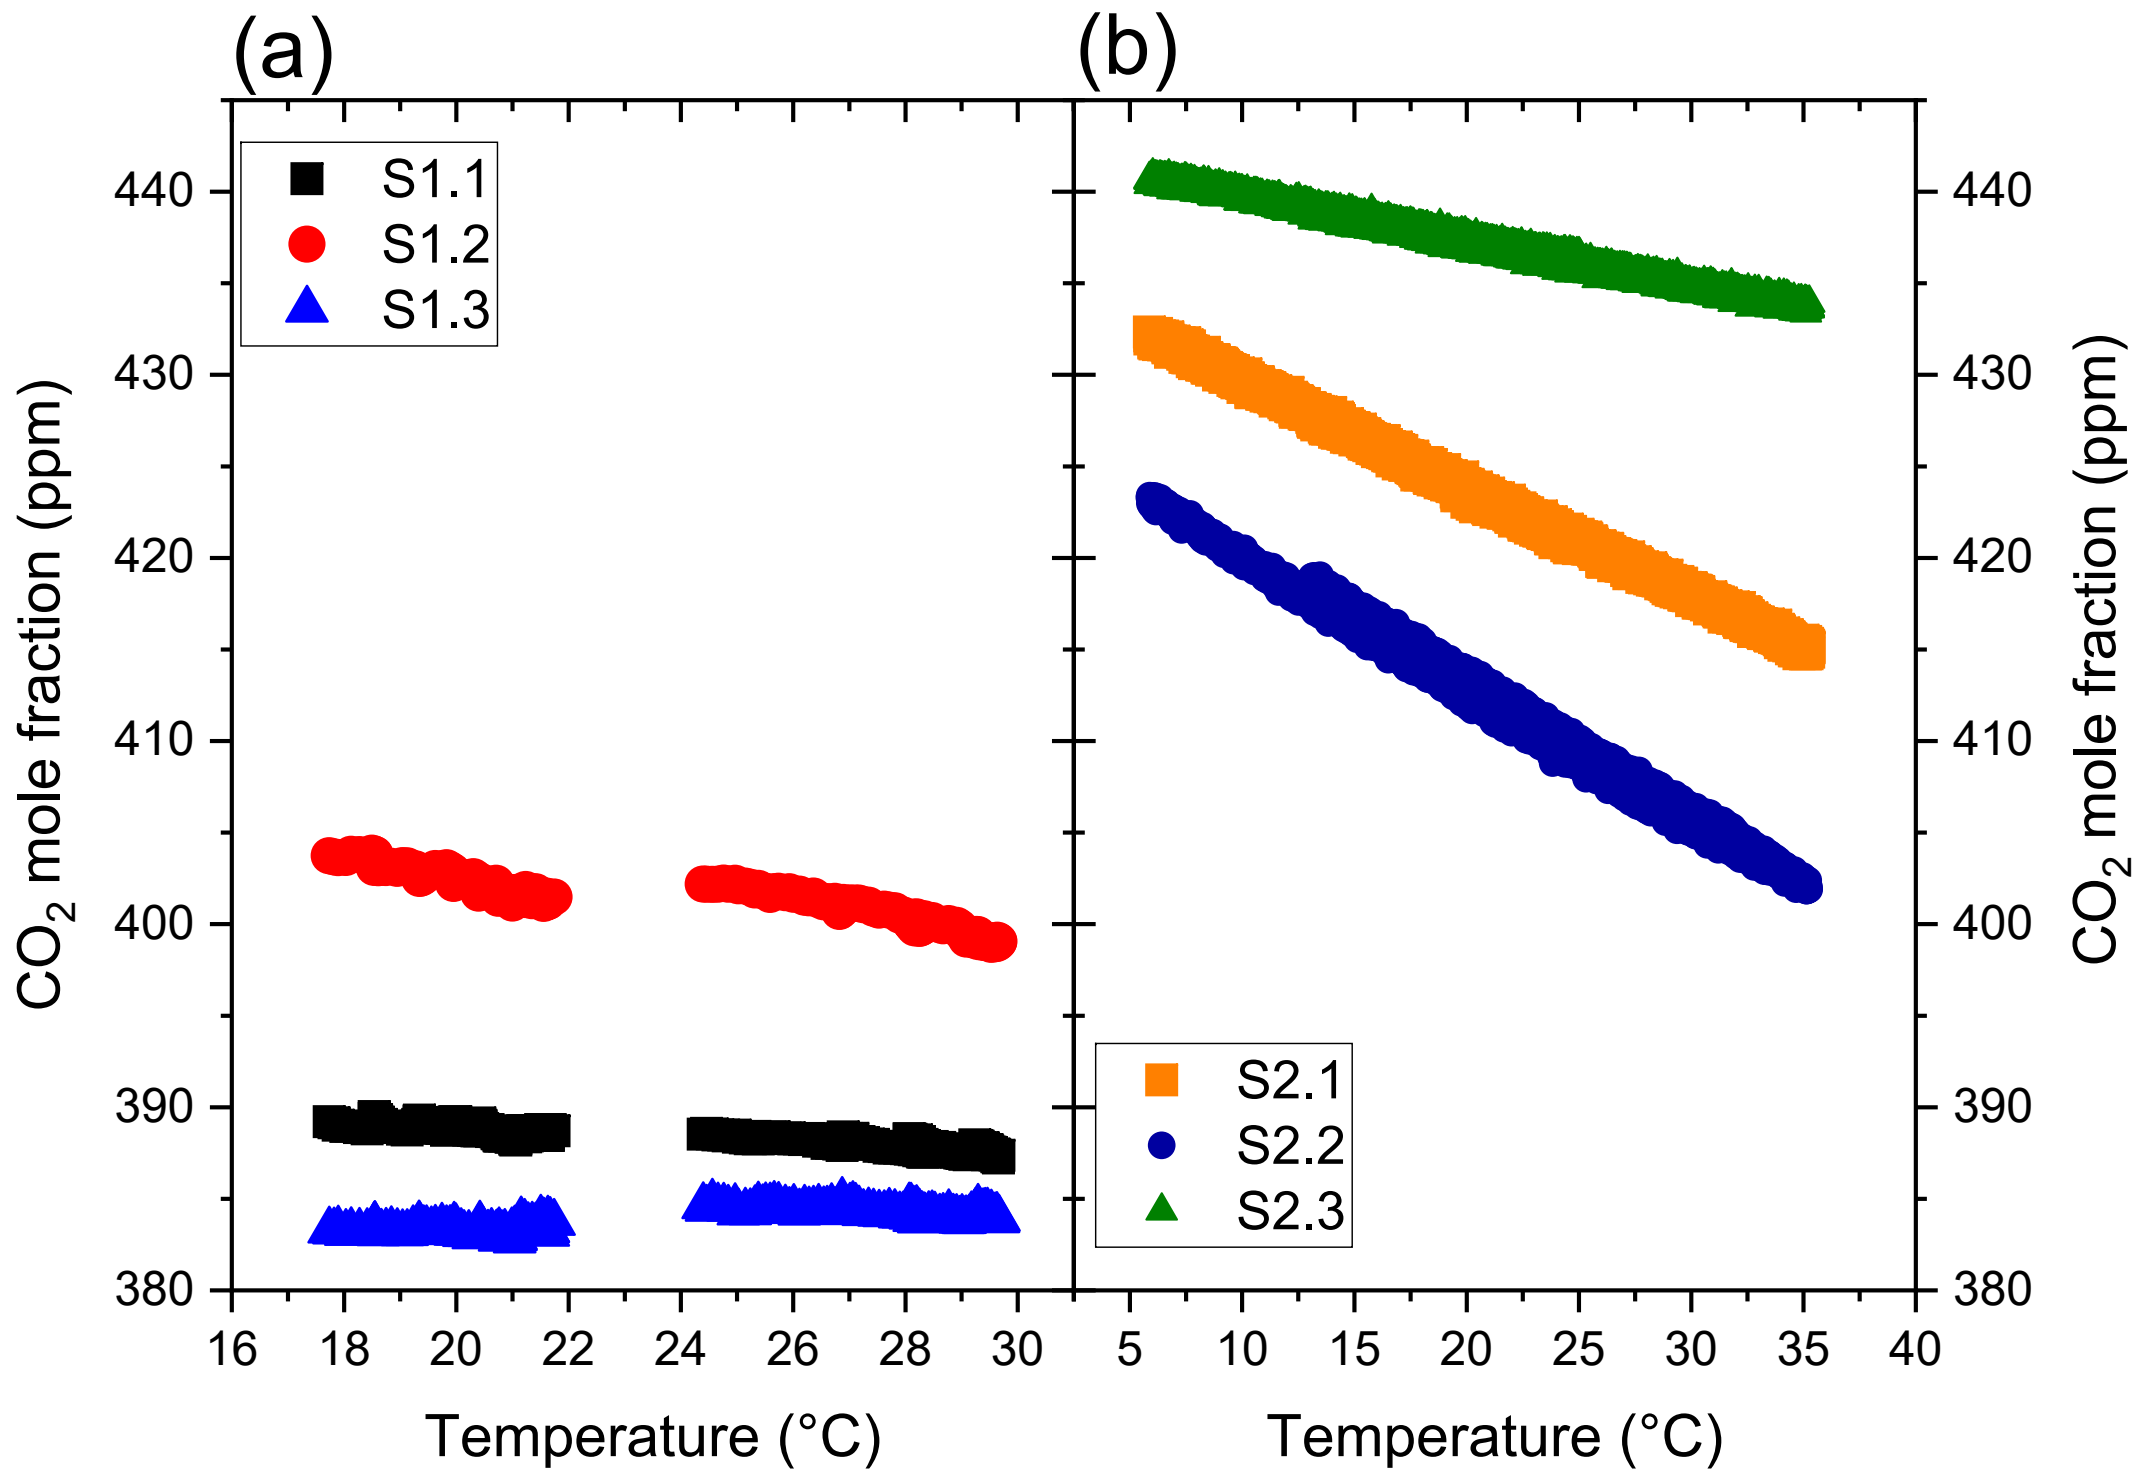 (a)
(b)
S1.1
S1.2
S1.3
S2.1
S2.2
S2.3
CO2 mole fraction (ppm)
440
430
420
410
400
390
380
440
430
420
410
400
390
380
CO2 mole fraction (ppm)
16 18 20 22 24 26 28 30
5 10 15 20 25 30 35 40
Temperature (°C)
Temperature (°C)